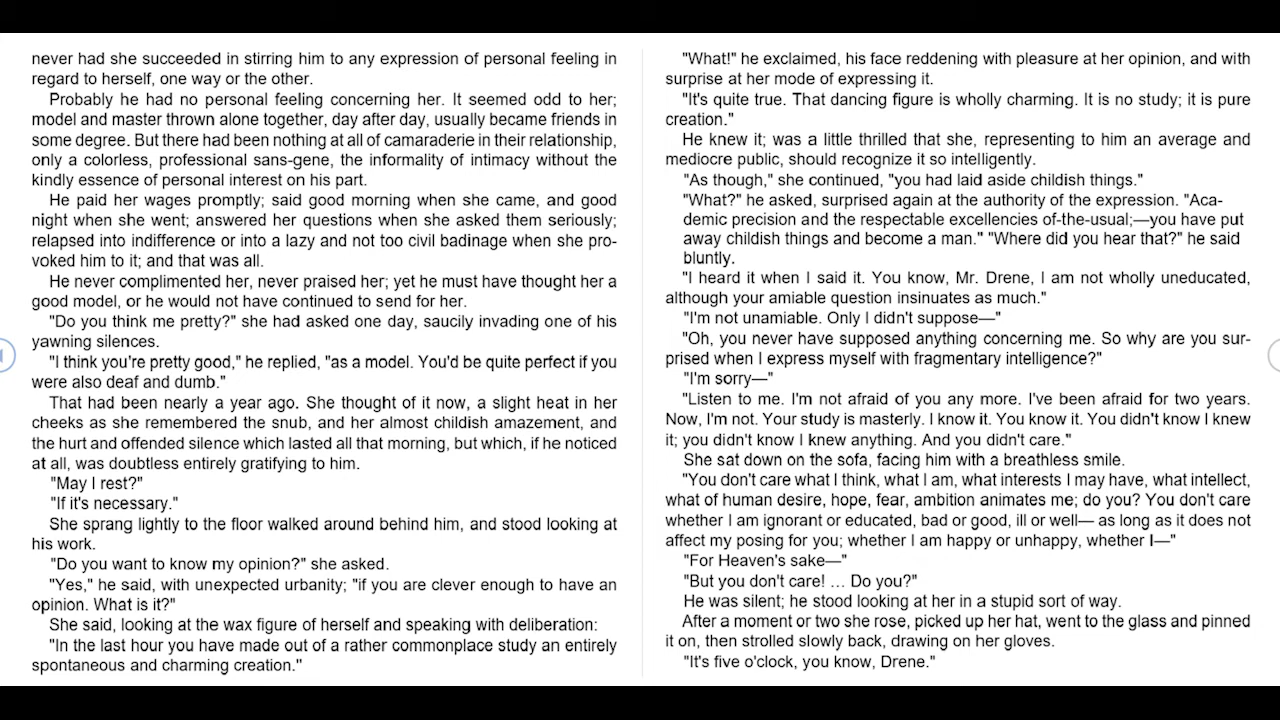 never had she succeeded in stirring him to any expression of personal feeling in
regard to herself, one way or the other.
Probably he had no personal feeling concerning her. It seemed odd to her;
model and master thrown alone together, day after day, usually became friends in
some degree. But there had been nothing at all of camaraderie in their relationship,
only a colorless, professional sans-gene, the informality of intimacy without the
kindly essence of personal interest on his part.
He paid her wages promptly; said good morning when she came, and good
night when she went; answered her questions when she asked them seriously;
relapsed into indifference or into a lazy and not too civil badinage when she pro-
voked him to it; and that was all.
He never complimented her, never praised her; yet he must have thought her a
good model, or he would not have continued to send for her.
"Do you think me pretty?" she had asked one day, saucily invading one of his
yawning silences.
"I think you're pretty good," he replied, "as a model. You'd be quite perfect if you
were also deaf and dumb."
That had been nearly a year ago. She thought of it now, a slight heat in her
cheeks as she remembered the snub, and her almost childish amazement, and
the hurt and offended silence which lasted all that morning, but which, if he noticed
at all, was doubtless entirely gratifying to him.
"May I rest?"
"If it's necessary."
She sprang lightly to the floor walked around behind him, and stood looking at
his work.
"Do you want to know my opinion?" she asked.
"Yes," he said, with unexpected urbanity; "if you are clever enough to have an
opinion. What is it?"
She said, looking at the wax figure of herself and speaking with deliberation:
"In the last hour you have made out of a rather commonplace study an entirely
spontaneous and charming creation."
"What!" he exclaimed, his face reddening with pleasure at her opinion, and with
surprise at her mode of expressing it.
"It's quite true. That dancing figure is wholly charming. It is no study; it is pure
creation."
He knew it; was a little thrilled that she, representing to him an average and
mediocre public, should recognize it so intelligently.
"As though," she continued, "you had laid aside childish things."
"What?" he asked, surprised again at the authority of the expression. "Aca-
demic precision and the respectable excellencies of-the-usual;—you have put
away childish things and become a man." "Where did you hear that?" he said
bluntly.
"I heard it when I said it. You know, Mr. Drene, I am not wholly uneducated,
although your amiable question insinuates as much."
"I'm not unamiable. Only I didn't suppose—"
"Oh, you never have supposed anything concerning me. So why are you sur-
prised when I express myself with fragmentary intelligence?"
"I'm sorry—"
"Listen to me. I'm not afraid of you any more. I've been afraid for two years.
Now, I'm not. Your study is masterly. I know it. You know it. You didn't know I knew
it; you didn't know I knew anything. And you didn't care."
She sat down on the sofa, facing him with a breathless smile.
"You don't care what I think, what I am, what interests I may have, what intellect,
what of human desire, hope, fear, ambition animates me; do you? You don't care
whether I am ignorant or educated, bad or good, ill or well— as long as it does not
affect my posing for you; whether I am happy or unhappy, whether I—"
"For Heaven's sake—"
"But you don't care! ... Do you?"
He was silent; he stood looking at her in a stupid sort of way.
After a moment or two she rose, picked up her hat, went to the glass and pinned
it on, then strolled slowly back, drawing on her gloves.
"It's five o'clock, you know, Drene."